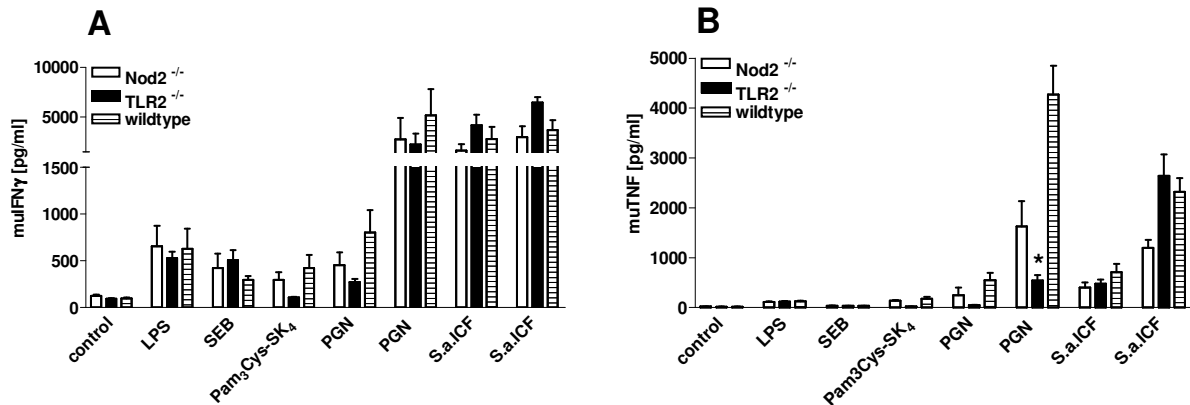 A
muIFNγ [pg/ml]
10000
5000
1500
1000
500
0
Nod2 -/-
TLR2 -/-
wildtype
control
LPS
SEB
Pam3Cys-SK4
PGN
PGN
S.a.ICF
S.a.ICF
B
muTNF [pg/ml]
5000
4000
3000
2000
1000
0
Nod2 -/-
TLR2 -/-
wildtype
*
control
LPS
SEB
Pam3Cys-SK4
PGN
PGN
S.a.ICF
S.a.ICF